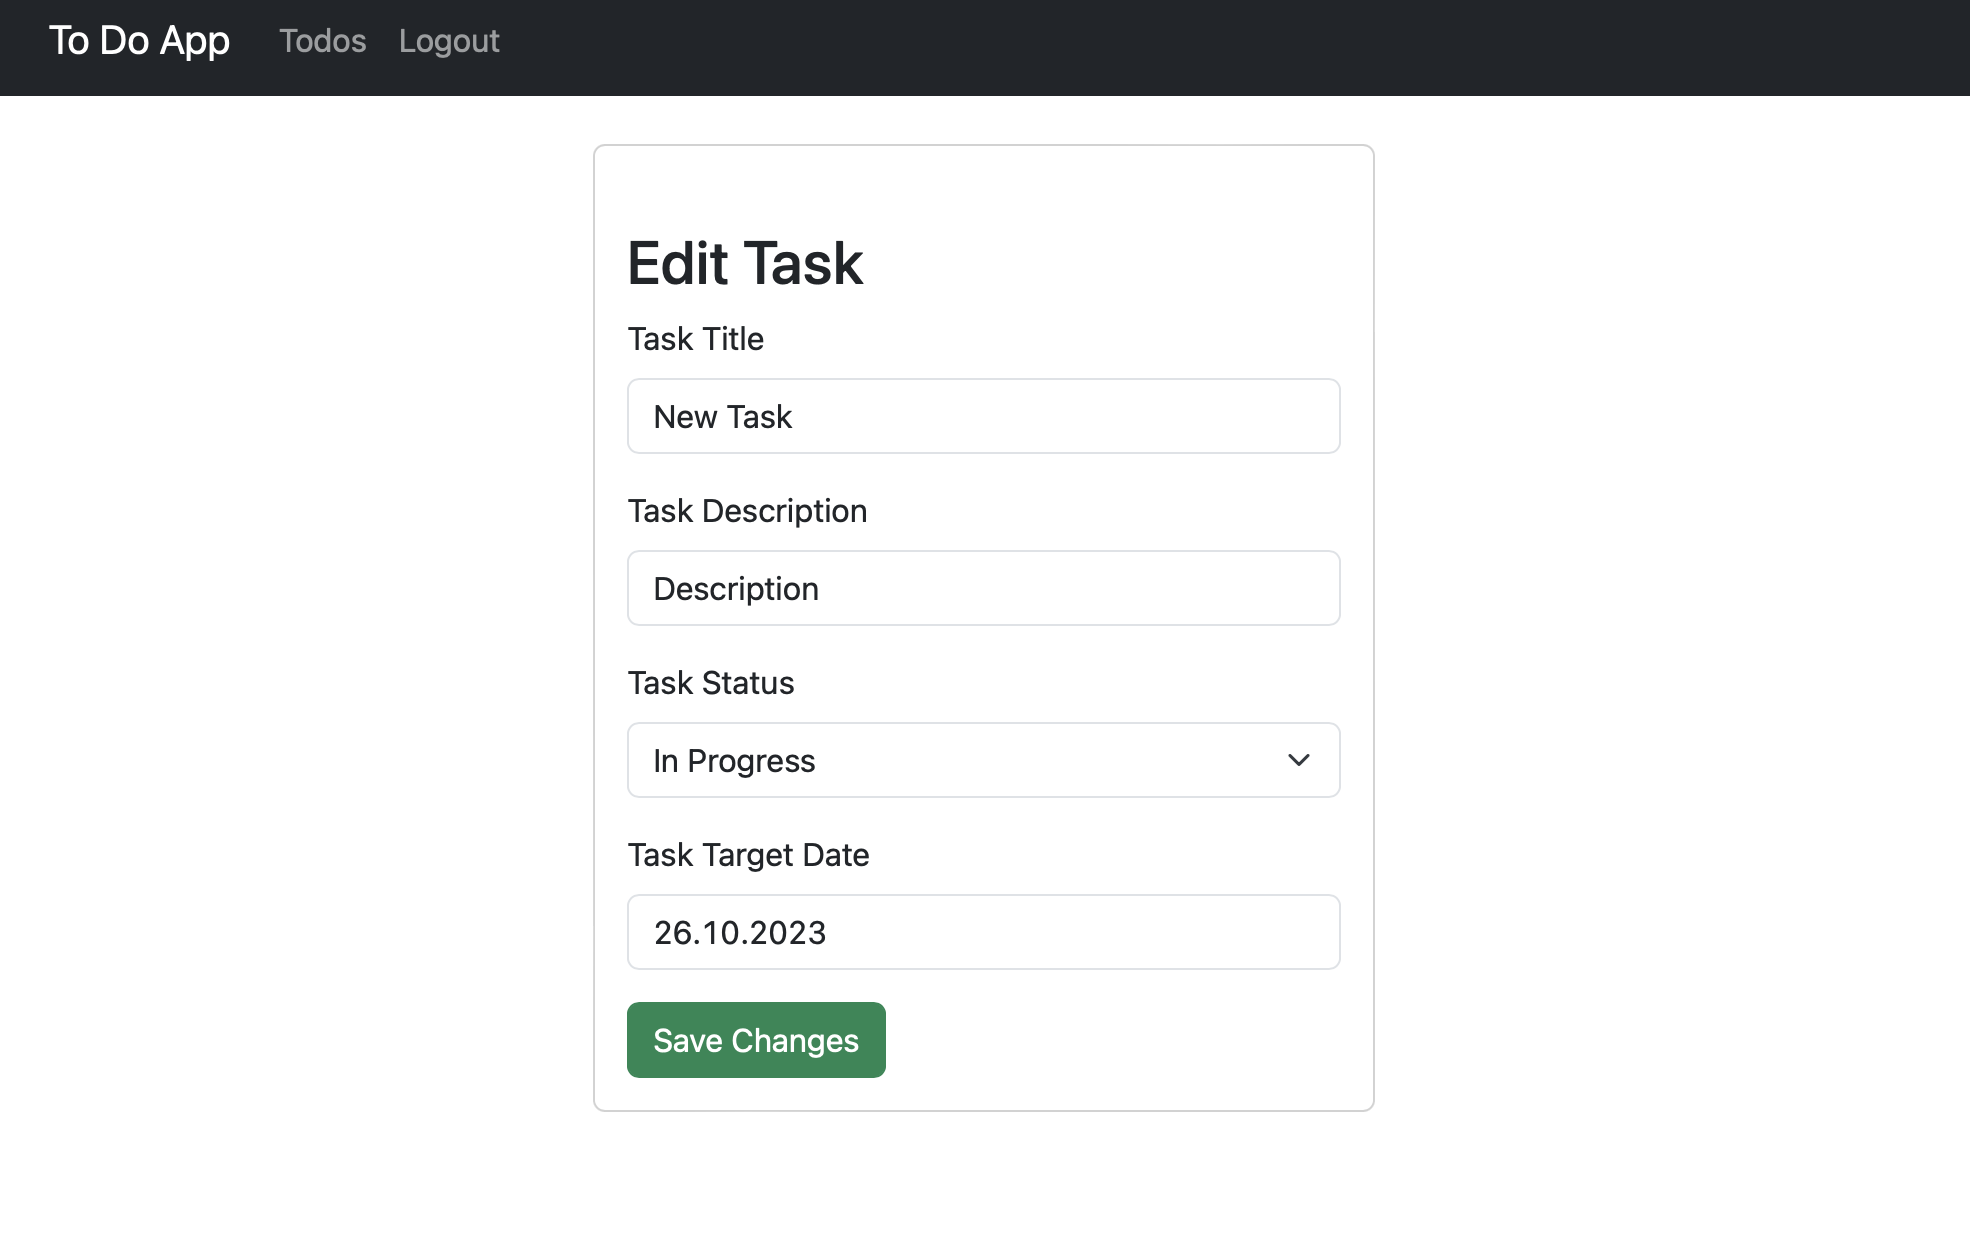 To Do App Todos Logout
Edit Task
Task Title
New Task
Task Description
Description
Task Status
In Progress
Task Target Date
26.10.2023
Save Changes